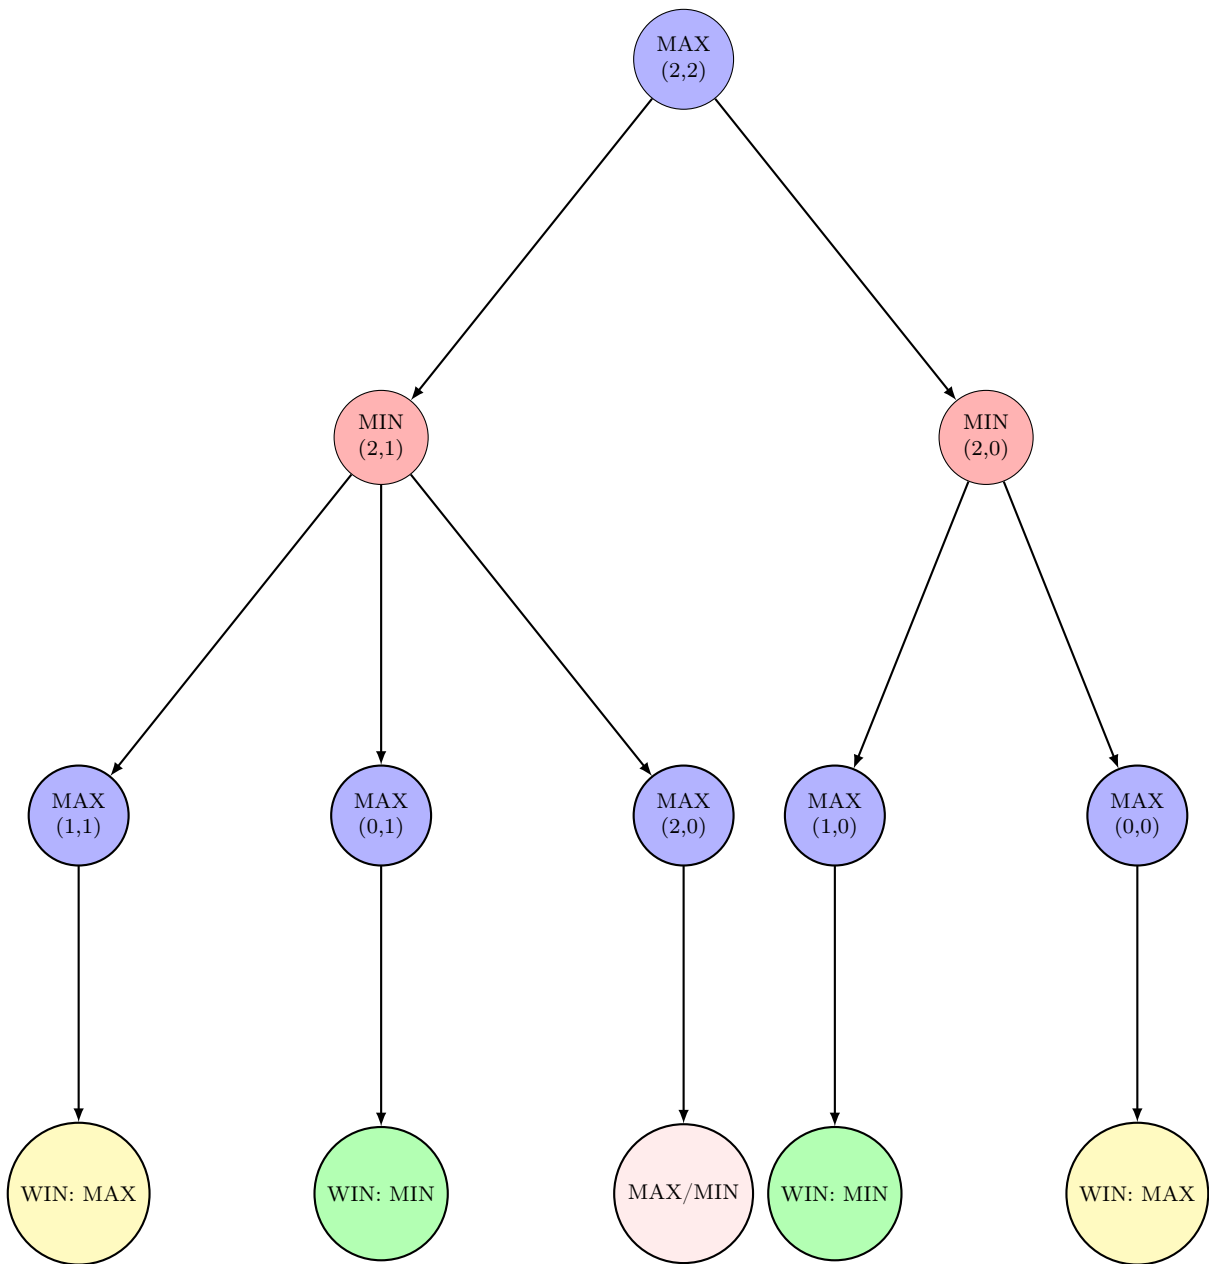 MAX
(2,2)
MIN
(2,1)
MIN
(2,0)
MAX
(1,1)
MAX
(0,1)
MAX
(2,0)
MAX
(1,0)
MAX
(0,0)
WIN: MAX
WIN: MIN
MAX/MIN
WIN: MIN
WIN: MAX